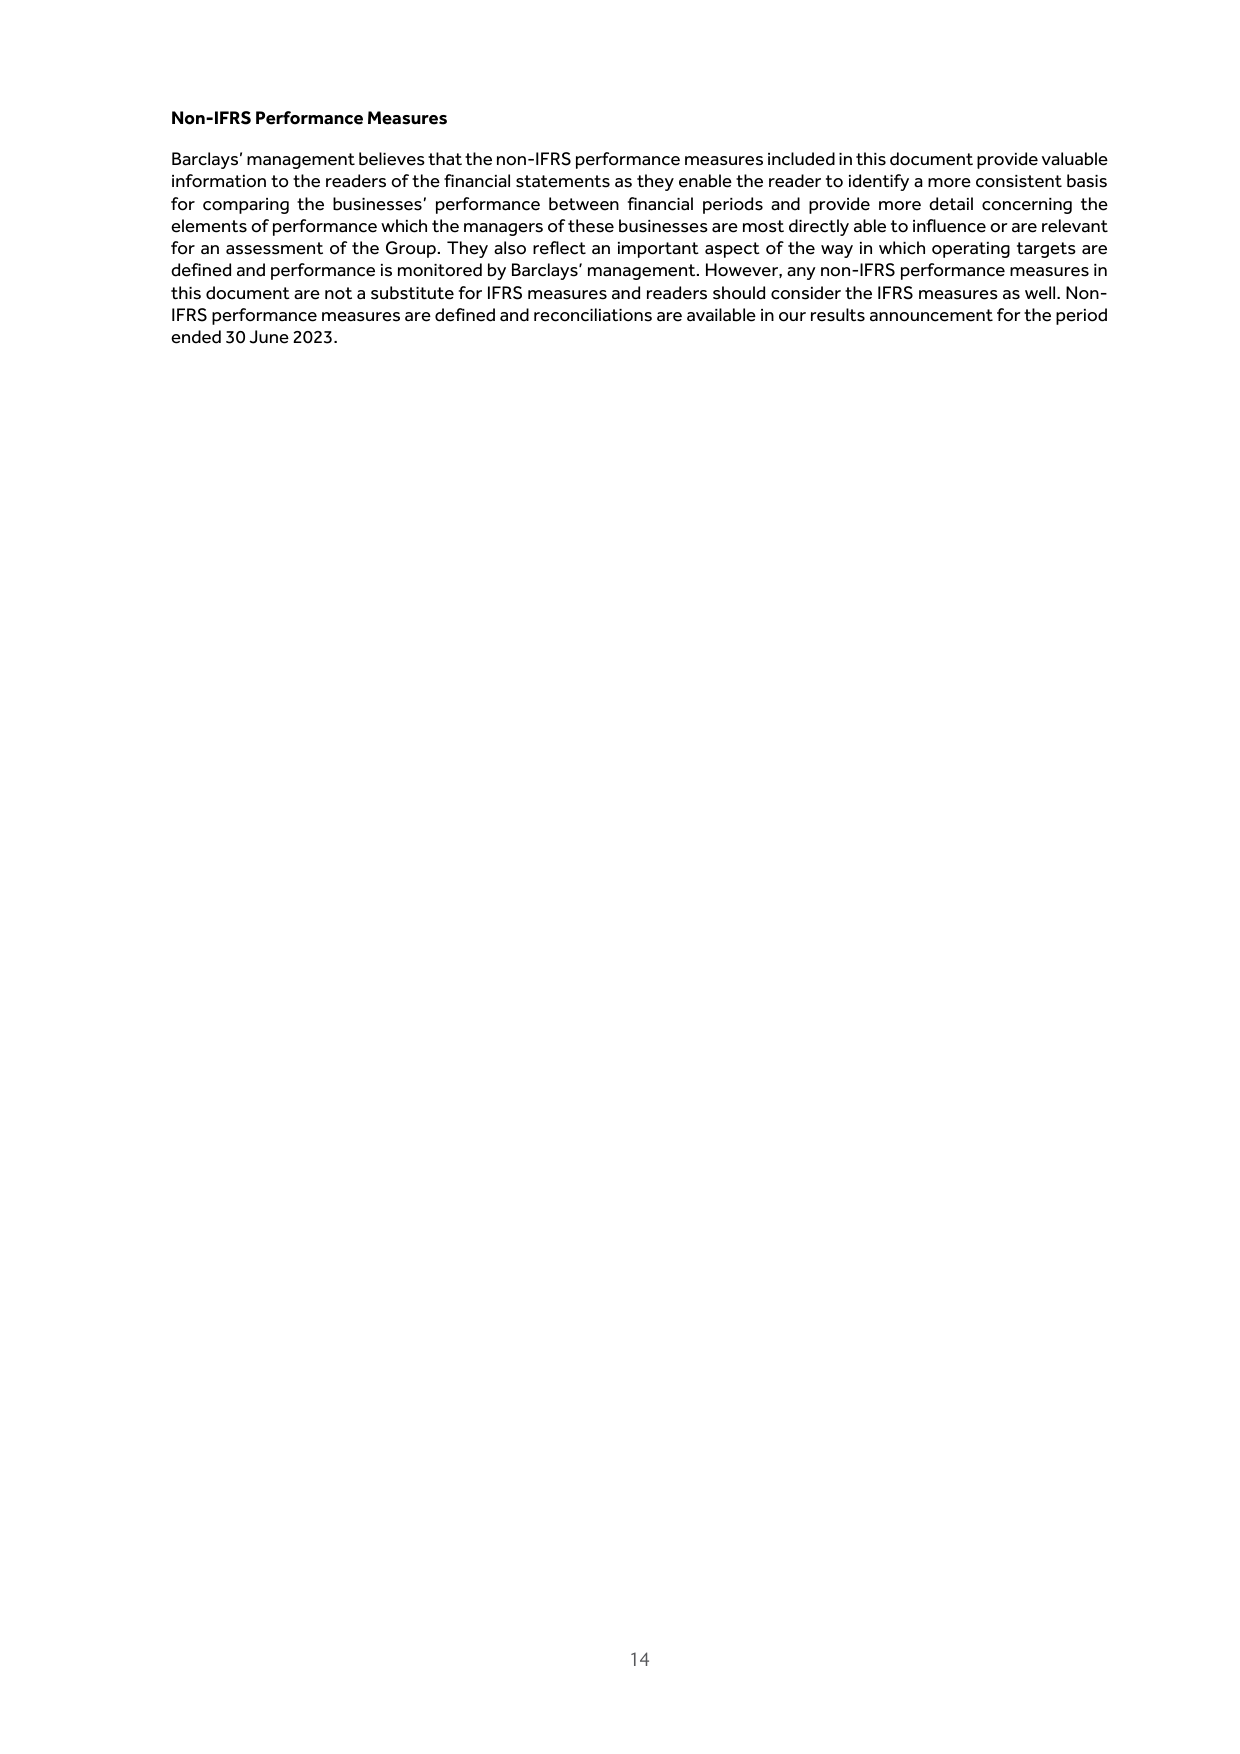 Non-IFRS Performance Measures
Barclays’ management believes that the non-IFRS performance measures included in this document provide valuable
information to the readers of the financial statements as they enable the reader to identify a more consistent basis
for comparing the businesses’ performance between financial periods and provide more detail concerning the
elements of performance which the managers of these businesses are most directly able to influence or are relevant
for an assessment of the Group. They also reflect an important aspect of the way in which operating targets are
defined and performance is monitored by Barclays’ management. However, any non-IFRS performance measures in
this document are not a substitute for IFRS measures and readers should consider the IFRS measures as well. Non-
IFRS performance measures are defined and reconciliations are available in our results announcement for the period
ended 30 June 2023.
14